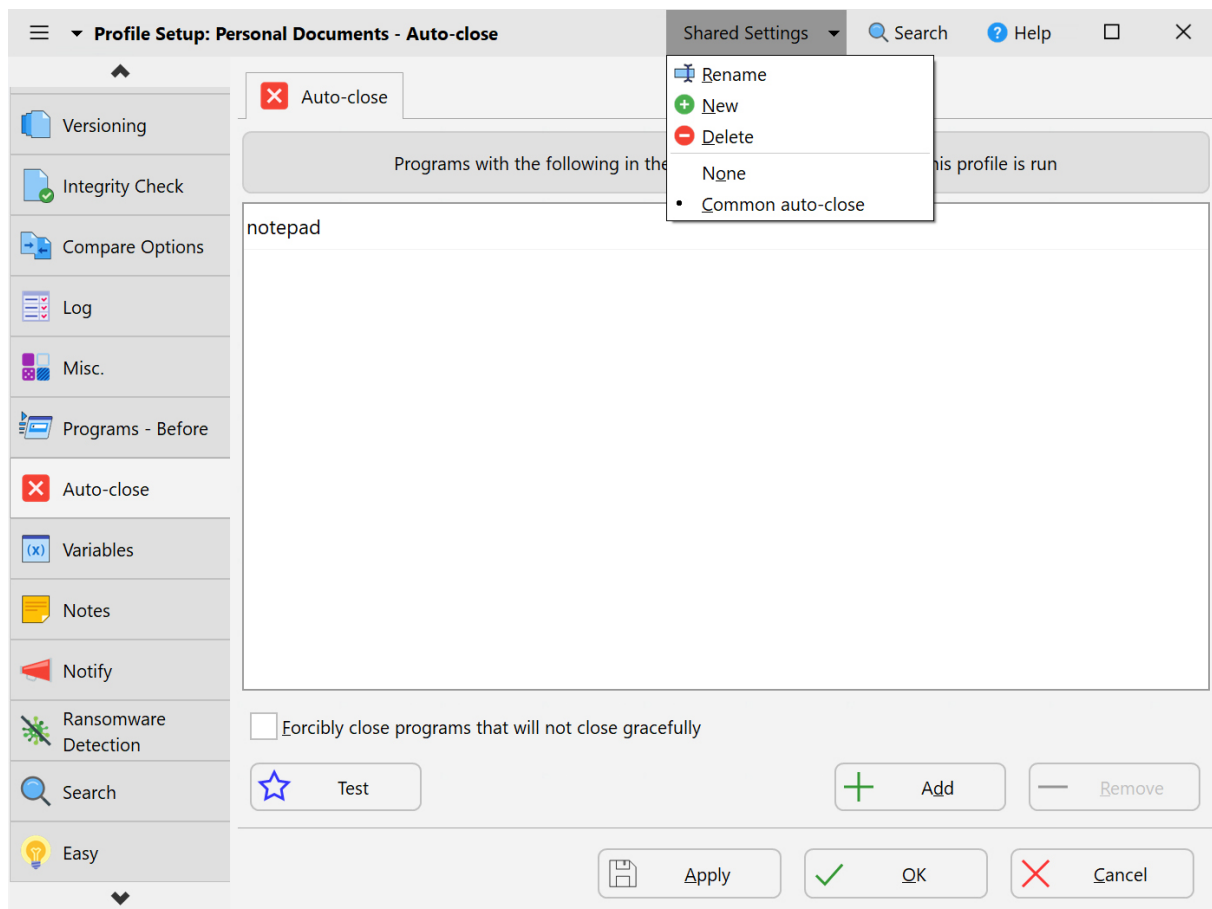 Profile Setup: Personal Documents - Auto-close
Shared Settings
Search
Help
Rename
New
Delete
None
Common auto-close
Versioning
Integrity Check
Compare Options
Log
Misc.
Programs - Before
Auto-close
Variables
Notes
Notify
Ransomware
Detection
Search
Easy
Auto-close
Programs with the following in the
his profile is run
notepad
Forcibly close programs that will not close gracefully
Test
Add
Remove
Apply
OK
Cancel